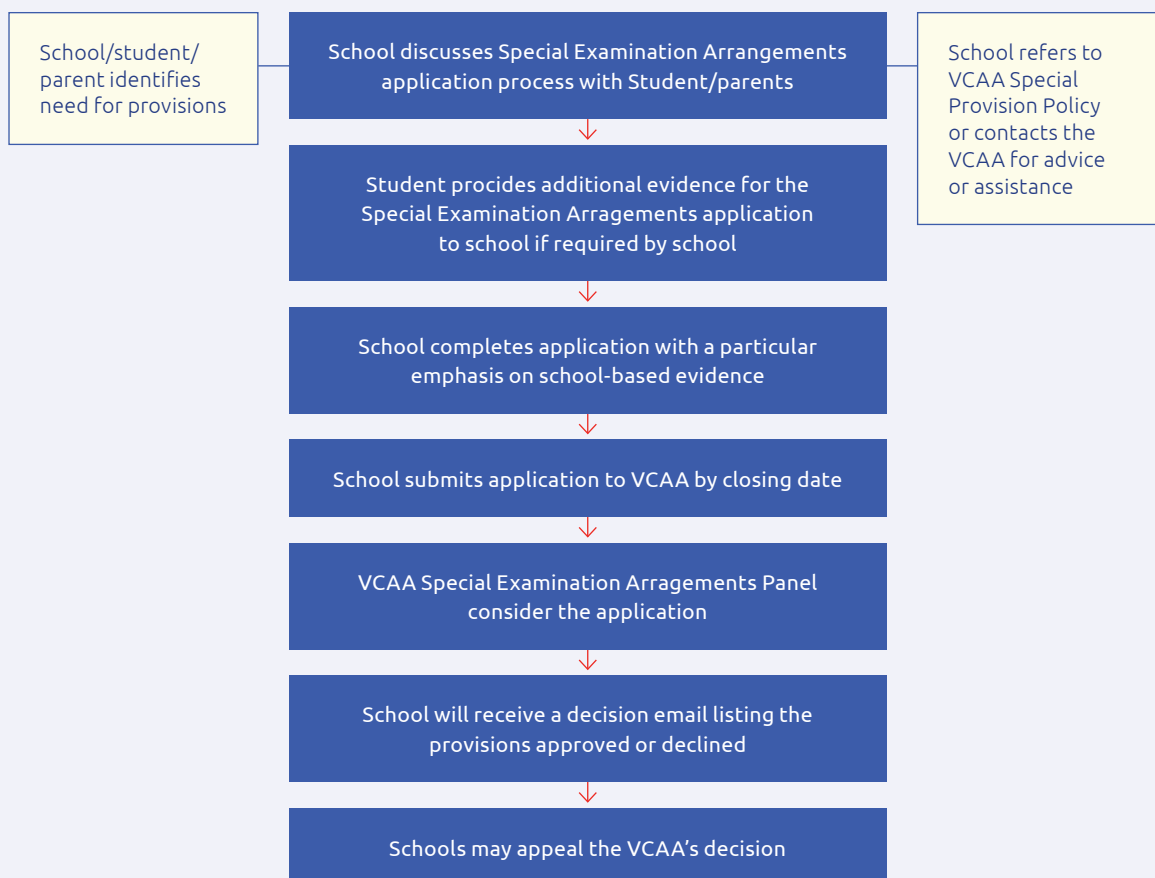 School/student/
parent identifies
need for provisions
School discusses Special Examination Arrangements
application process with Student/parents
School refers to
VCAA Special
Provision Policy
or contacts the
VCAA for advice
or assistance
Student procides additional evidence for the
Special Examination Arragements application
to school if required by school
School completes application with a particular
emphasis on school-based evidence
School submits application to VCAA by closing date
VCAA Special Examination Arragements Panel
consider the application
School will receive a decision email listing the
provisions approved or declined
Schools may appeal the VCAA’s decision